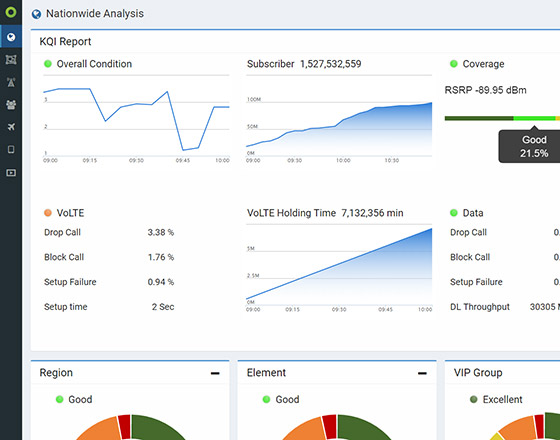 Nationwide Analysis
KQI Report
Overall Condition
3
1
09:00 09:15 09:30 09:45 10:00
Subscriber 1,527,532,559
100M
50M
0M
09:00 09:30 10:00 10:30
Coverage
RSRP -89.95 dBm
Good
21.5%
VoLTE
Drop Call 3.38 %
Block Call 1.76 %
Setup Failure 0.94 %
Setup time 2 Sec
VoLTE Holding Time 7,132,356 min
5M
2.5M
0M
09:00 09:15 09:30 09:45 10:00
Data
Drop Call 0.
Block Call 0.
Setup Failure 0.
DL Throughput 30305
Region
Good
Element
Good
VIP Group
Excellent